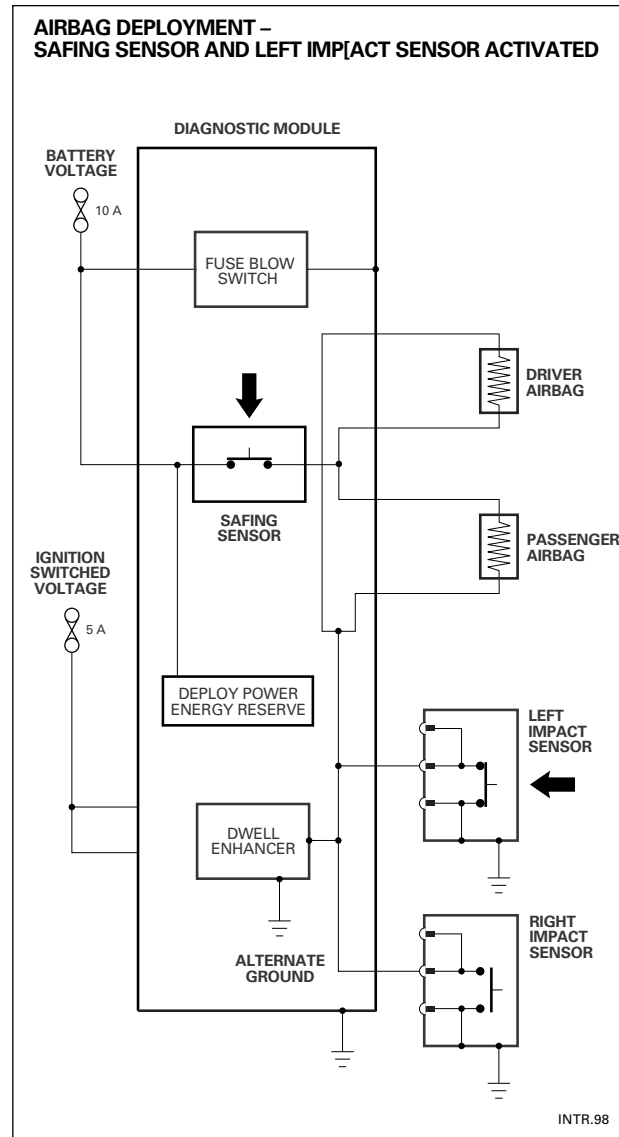 AIRBAG DEPLOYMENT –
SAFING SENSOR AND LEFT IMP[ACT SENSOR ACTIVATED
DIAGNOSTIC MODULE
BATTERY
VOLTAGE
10 A
FUSE BLOW
SWITCH
DRIVER
AIRBAG
SAFING
SENSOR
PASSENGER
AIRBAG
IGNITION
SWITCHED
VOLTAGE
5 A
DEPLOY POWER
ENERGY RESERVE
LEFT
IMPACT
SENSOR
DWELL
ENHANCER
ALTERNATE
GROUND
RIGHT
IMPACT
SENSOR
INTR.98